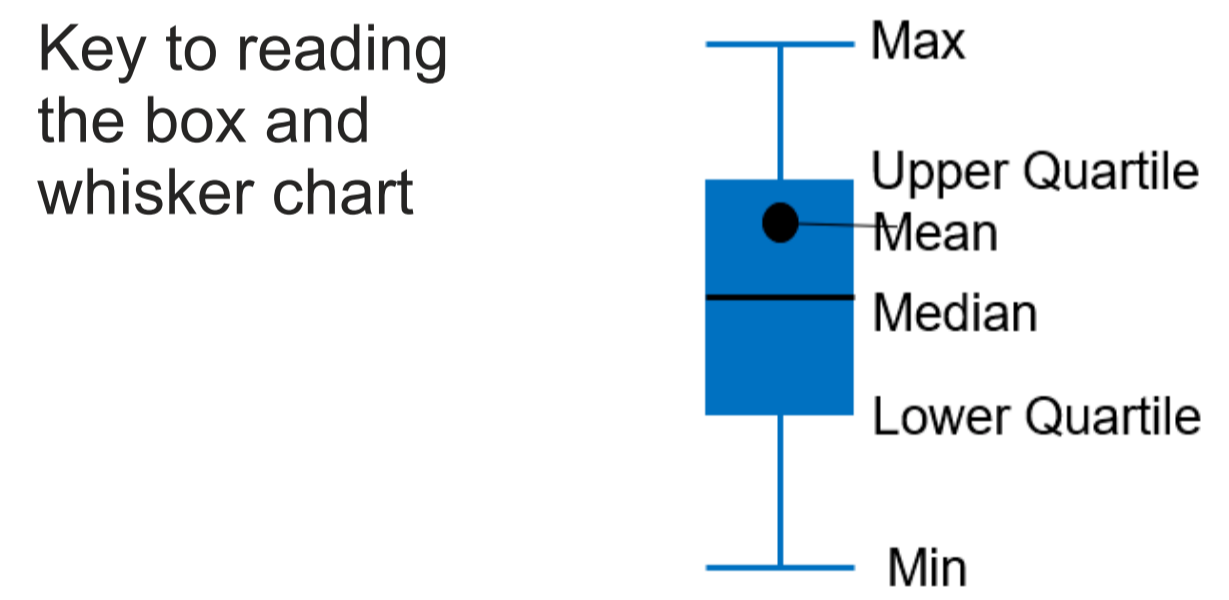 Key to reading
the box and
whisker chart
Max
Upper Quartile
Mean
Median
Lower Quartile
Min